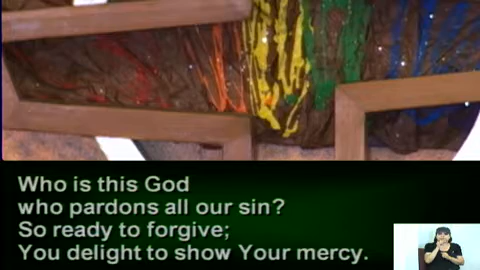 Who is this God
who pardons all our sin?
So ready to forgive;
You delight to show Your mercy.